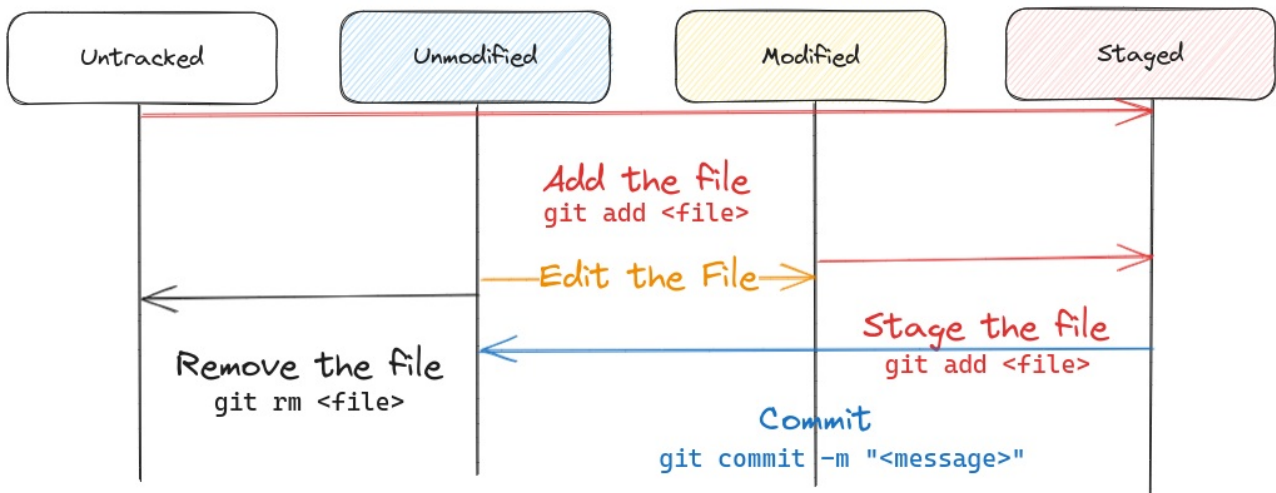 Untracked
Unmodified
Modified
Staged
Add the file
git add <file>
Edit the File
Stage the file
git add <file>
Remove the file
git rm <file>
Commit
git commit -m "<message>"